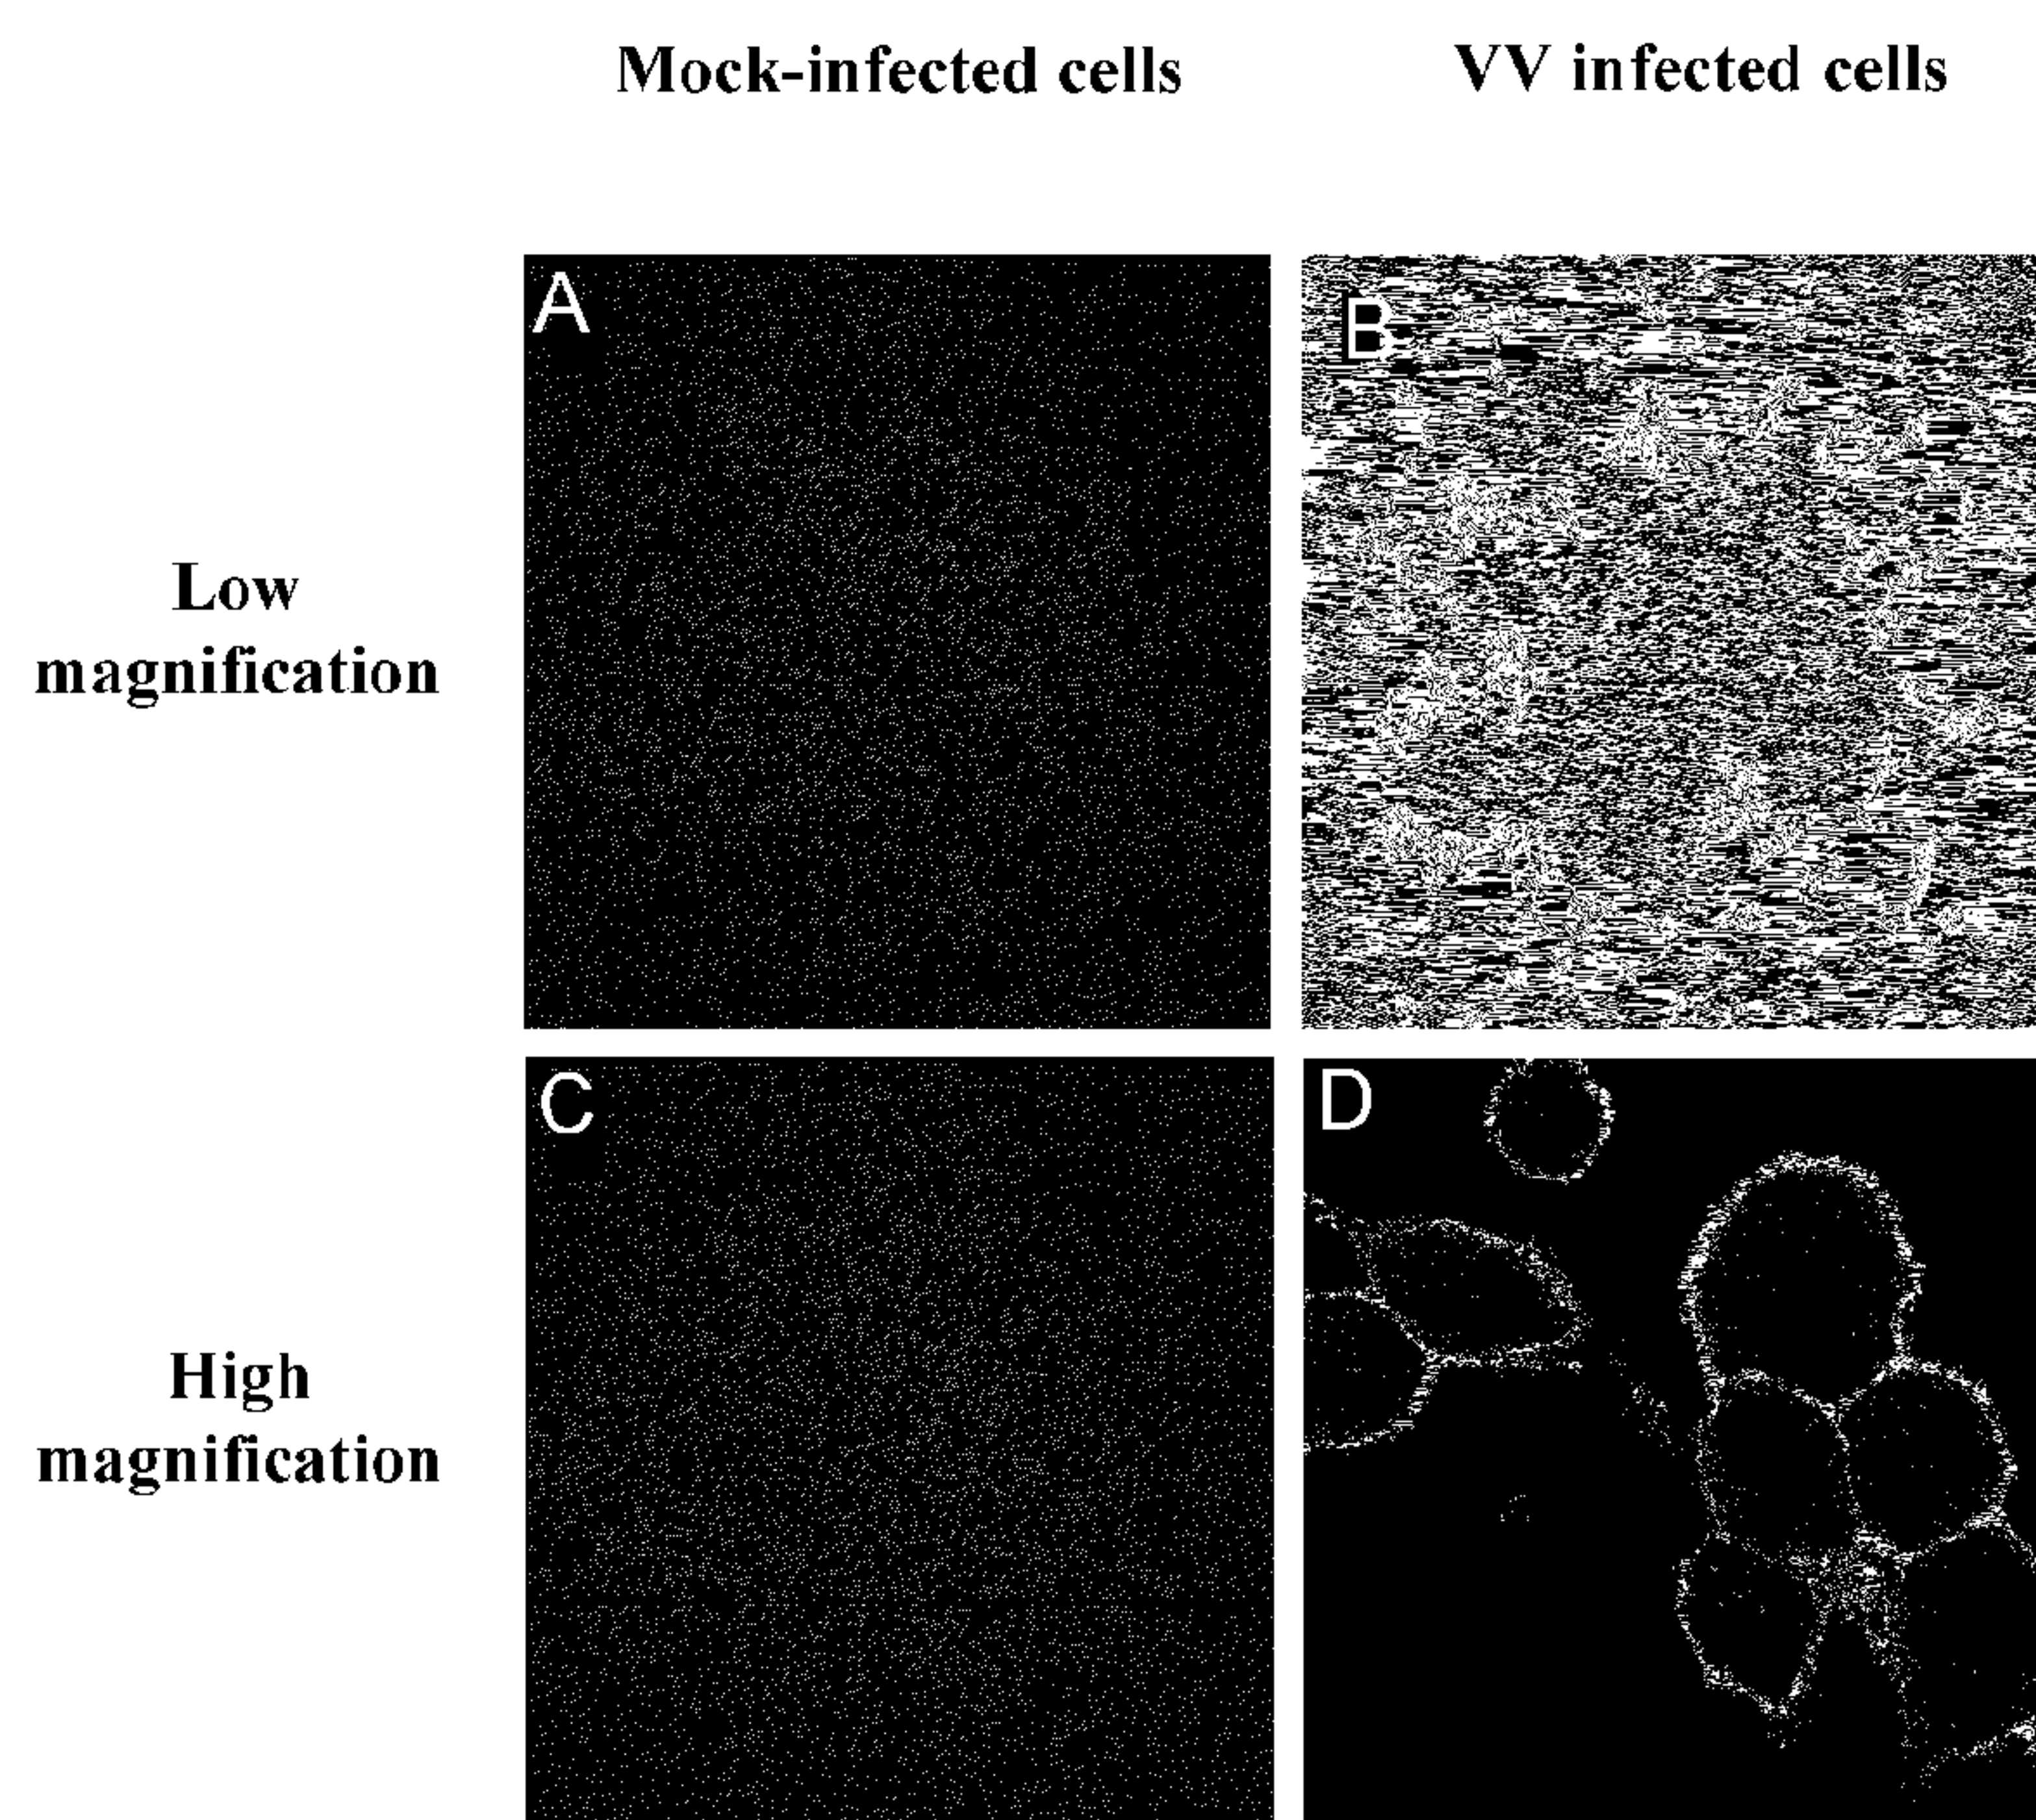 Mock-infected cells
VV infected cells
A
B
Low
magnification
C
D
High
magnification